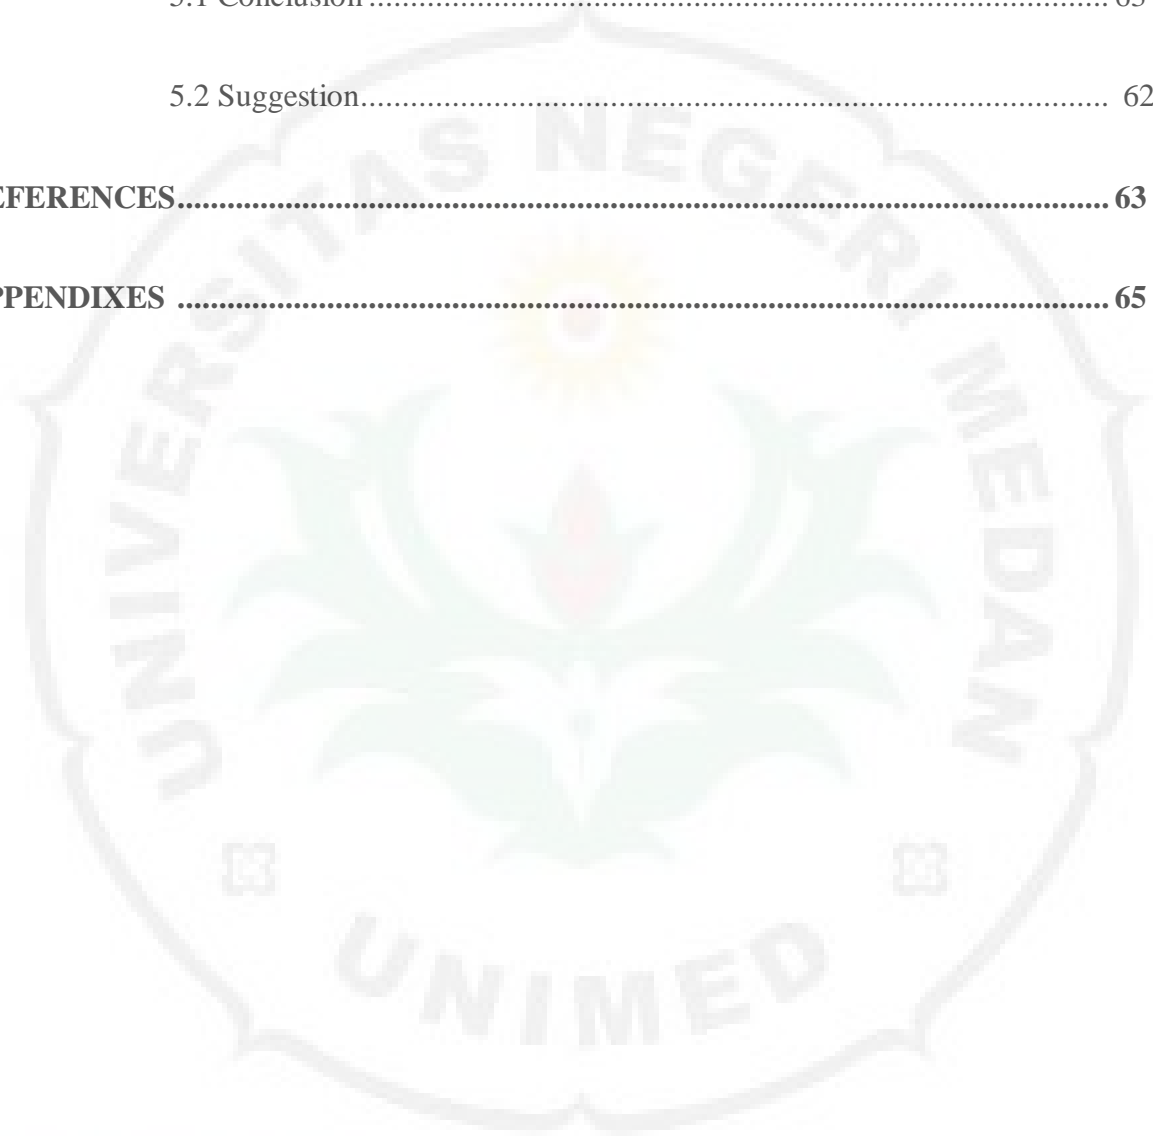 5.1 Conclusion ....................................................................................................
5.2 Suggestion.................................................................................................... 62
EFERENCES.................................................................................................... 63
PPENDIXES .................................................................................................... 65
UNIVERSITAS NEGERI MEDAN
UNIMED